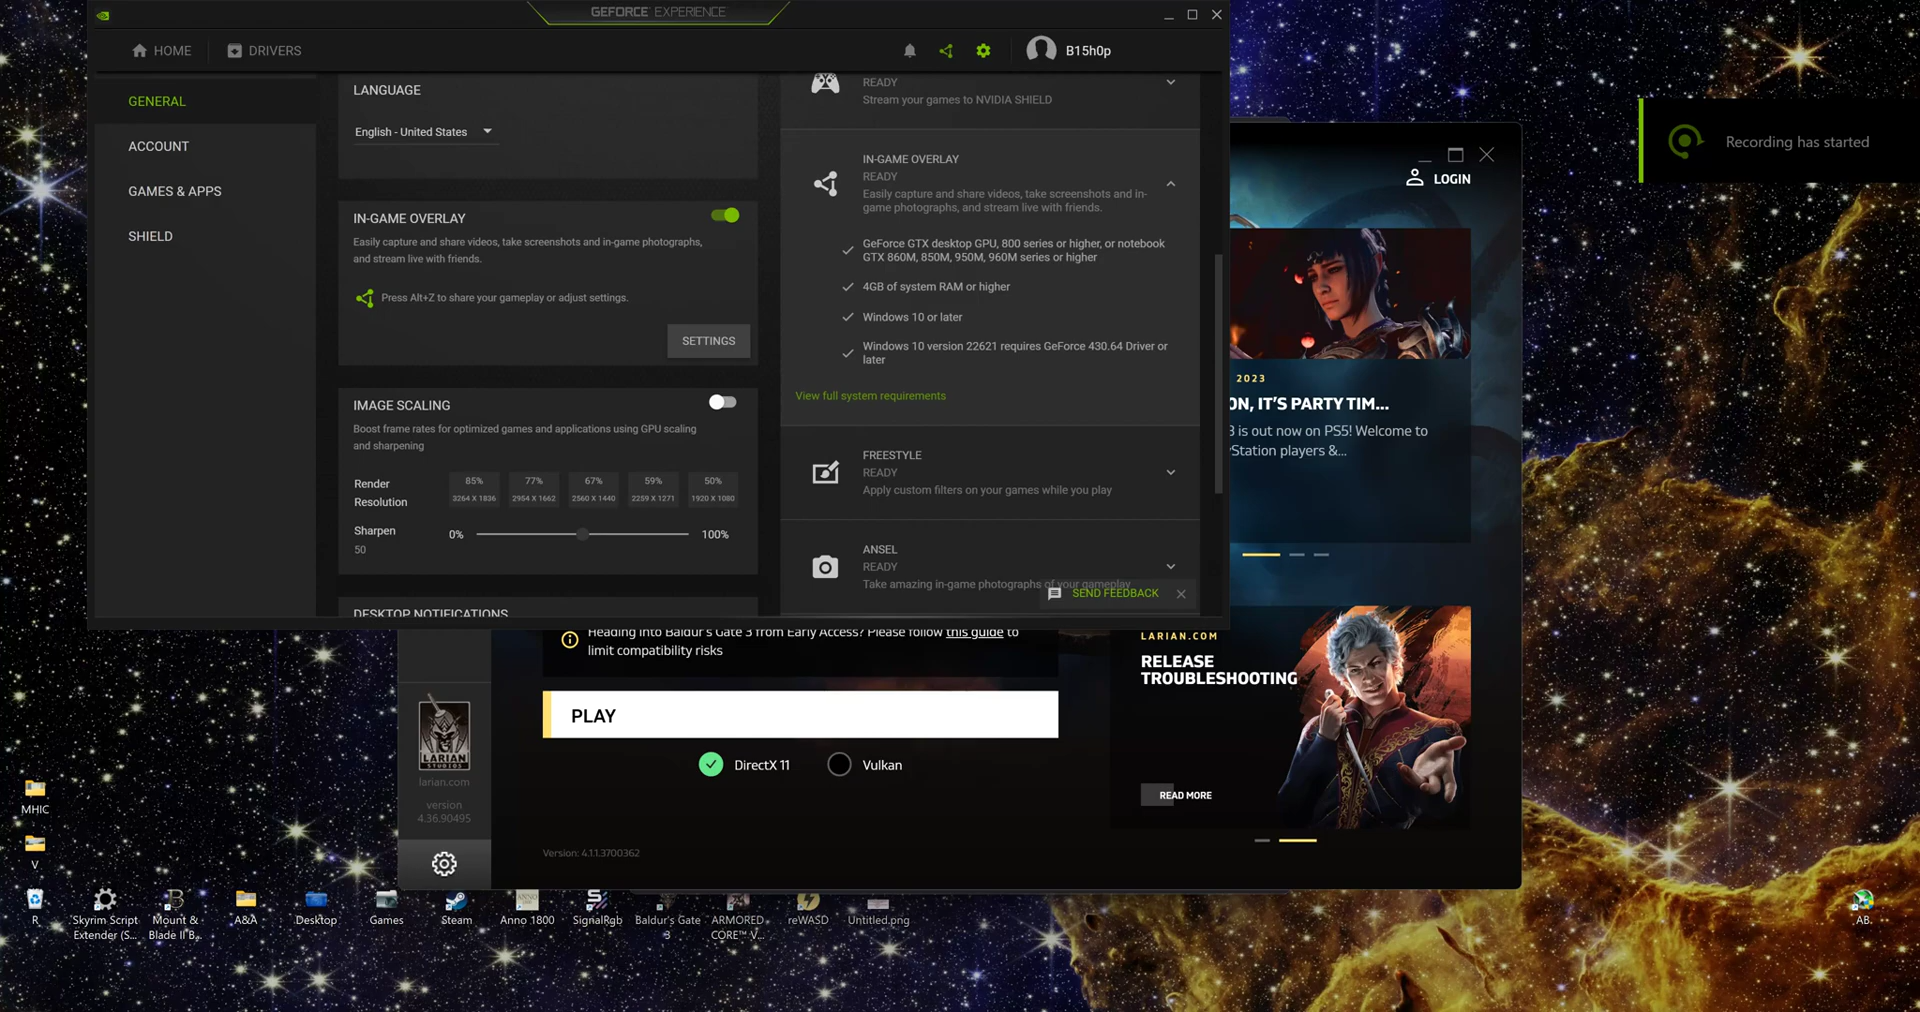 GEFORCE EXPERIENCE
HOME
DRIVERS
B15h0p
GENERAL
ACCOUNT
GAMES & APPS
SHIELD
LANGUAGE
English - United States
IN-GAME OVERLAY
Easily capture and share videos, take screenshots and in-game photographs,
and stream live with friends.
Press Alt+Z to share your gameplay or adjust settings.
SETTINGS
IMAGE SCALING
Boost frame rates for optimized games and applications using GPU scaling
and sharpening
Render
Resolution
85%
3264 X 1836
77%
2954 X 1662
67%
2560 X 1440
59%
2259 X 1271
50%
1920 X 1080
Sharpen
50
0%
100%
DESKTOP NOTIFICATIONS
READY
Stream your games to NVIDIA SHIELD
IN-GAME OVERLAY
READY
Easily capture and share videos, take screenshots and in-
game photographs, and stream live with friends.
GeForce GTX desktop GPU, 800 series or higher, or notebook
GTX 860M, 850M, 950M, 960M series or higher
4GB of system RAM or higher
Windows 10 or later
Windows 10 version 22621 requires GeForce 430.64 Driver or
later
View full system requirements
FREESTYLE
READY
Apply custom filters on your games while you play
ANSEL
READY
Take amazing in-game photographs of your gameplay
SEND FEEDBACK
Recording has started
LOGIN
2023
ON, IT'S PARTY TIM...
3 is out now on PS5! Welcome to
yStation players &...
Heading into Baldur's Gate 3 from Early Access? Please follow this guide to
limit compatibility risks
PLAY
DirectX 11
Vulkan
Version: 4.1.1.3700362
LARIAN.COM
RELEASE
TROUBLESHOOTING
READ MORE
LARIAN
STUDIOS
larian.com
version
4.36.90495
MHIC
V
R
Skyrim Script
Extender (S...
Mount &
Blade II B...
A&A
Desktop
Games
Steam
Anno 1800
SignalRgb
Baldur's Gate
3
ARMORED
CORE™ V...
reWASD
Untitled.png
AB.